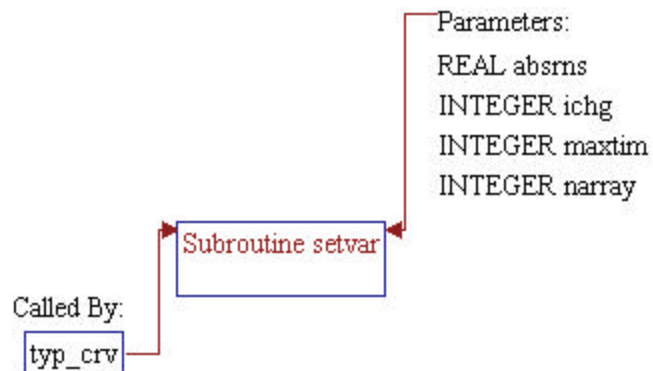 Parameters:
REAL absrns
INTEGER ichg
INTEGER maxtim
INTEGER narray
Subroutine setvar
Called By:
typ_crv